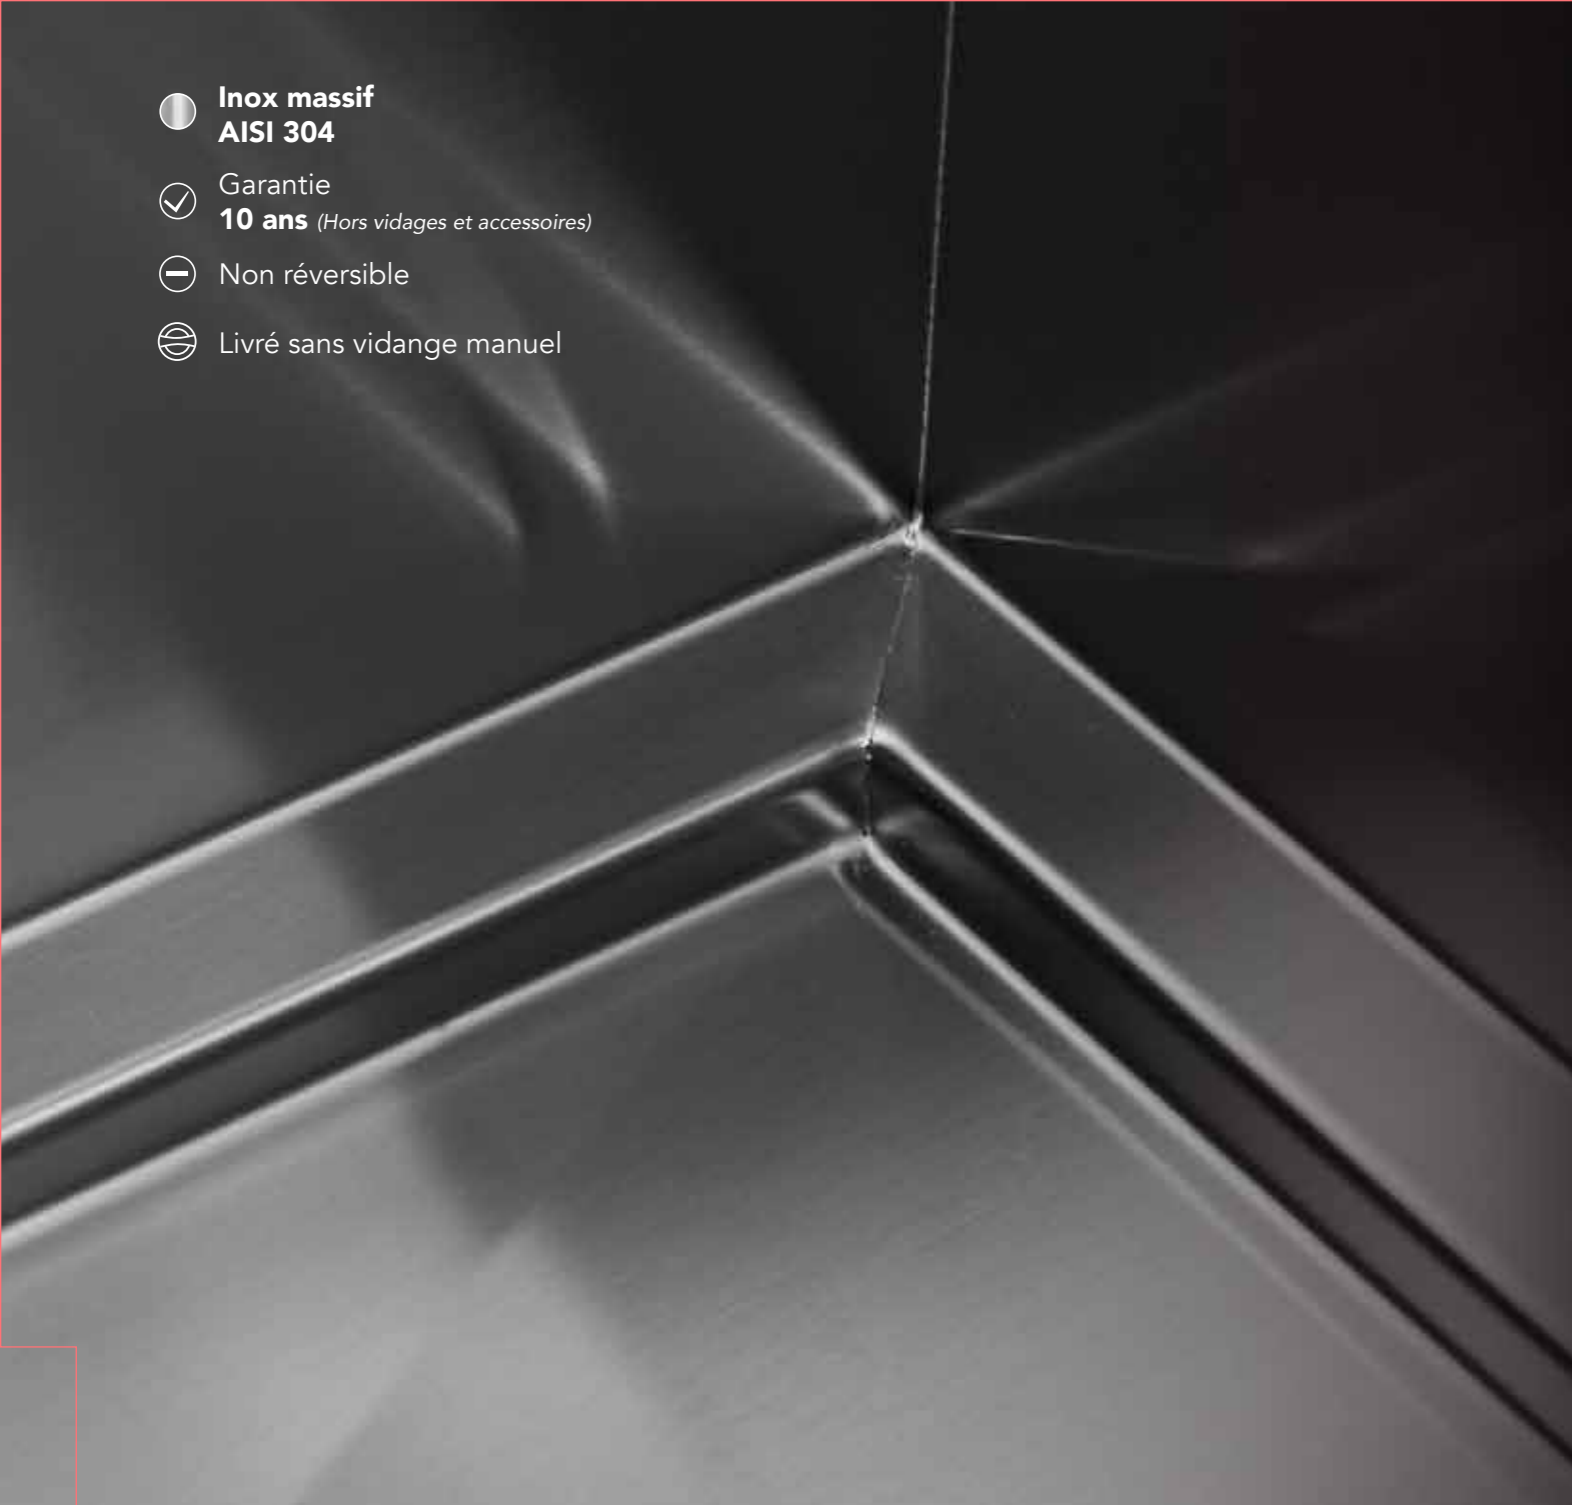 Inox massif
AISI 304
Garantie
10 ans (Hors vidages et accessoires)
Non réversible
Livré sans vidange manuel